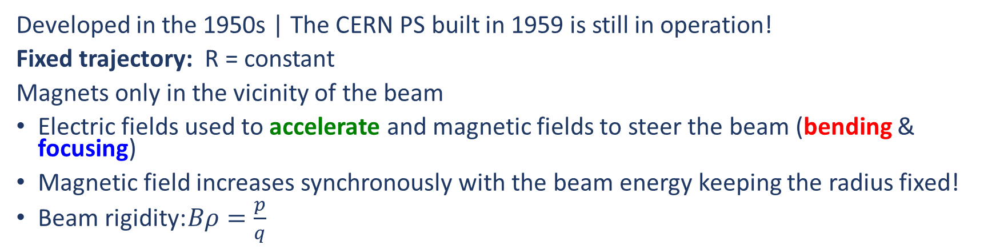 Developed in the 1950s | The CERN PS built in 1959 is still in operation!
Fixed trajectory: R = constant
Magnets only in the vicinity of the beam
• Electric fields used to accelerate and magnetic fields to steer the beam (bending &
focusing)
• Magnetic field increases synchronously with the beam energy keeping the radius fixed!
• Beam rigidity: Bρ = p/q